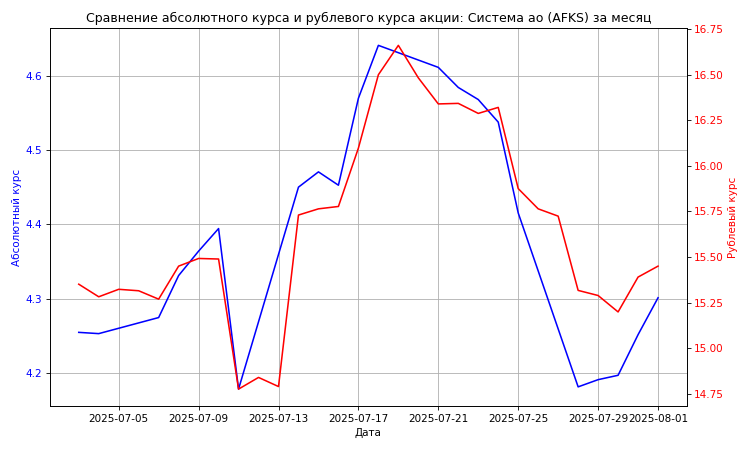 Сравнение абсолютного курса и рублевого курса акции: Система ао (AFKS) за месяц
Абсолютный курс
4.6
4.5
4.4
4.3
4.2
16.75
16.50
16.25
16.00
15.75
15.50
15.25
15.00
14.75
Рублевый курс
2025-07-05 2025-07-09 2025-07-13 2025-07-17 2025-07-21 2025-07-25 2025-07-29 2025-08-01
Дата